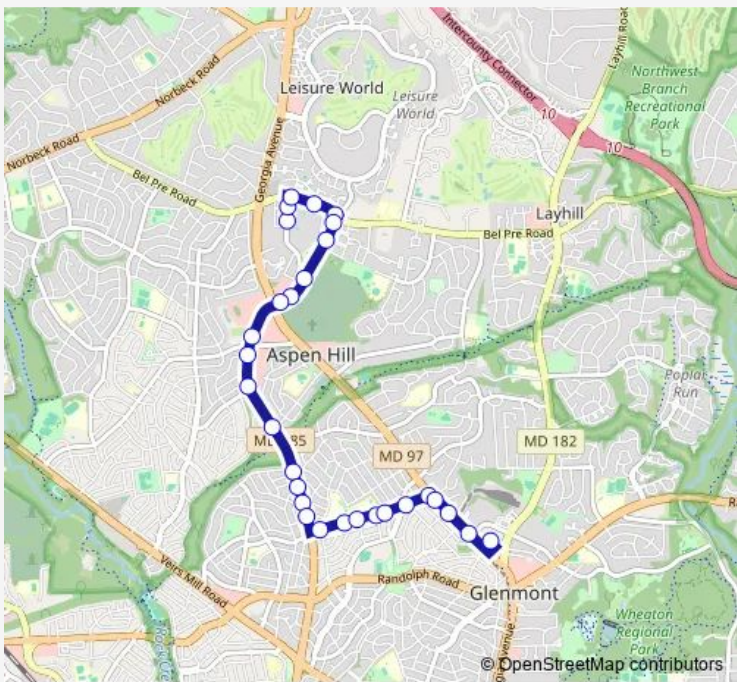 Intercounty Connector
Layhill Road
Norbeck Road
Leisure World
Leisure
World
Northwest
Branch
Recreational
Park
10
10
Norbeck Road
Georgia Avenue
Bel Pre Road
Layhill
Bel Pre Road
Aspen Hill
Poplar
Run
MD 185
MD 182
MD 97
Veirs Mill Road
Randolph Road
Glenmont
Wheaton
Regional
Park
Georgia Avenue
© OpenStreetMap contributors